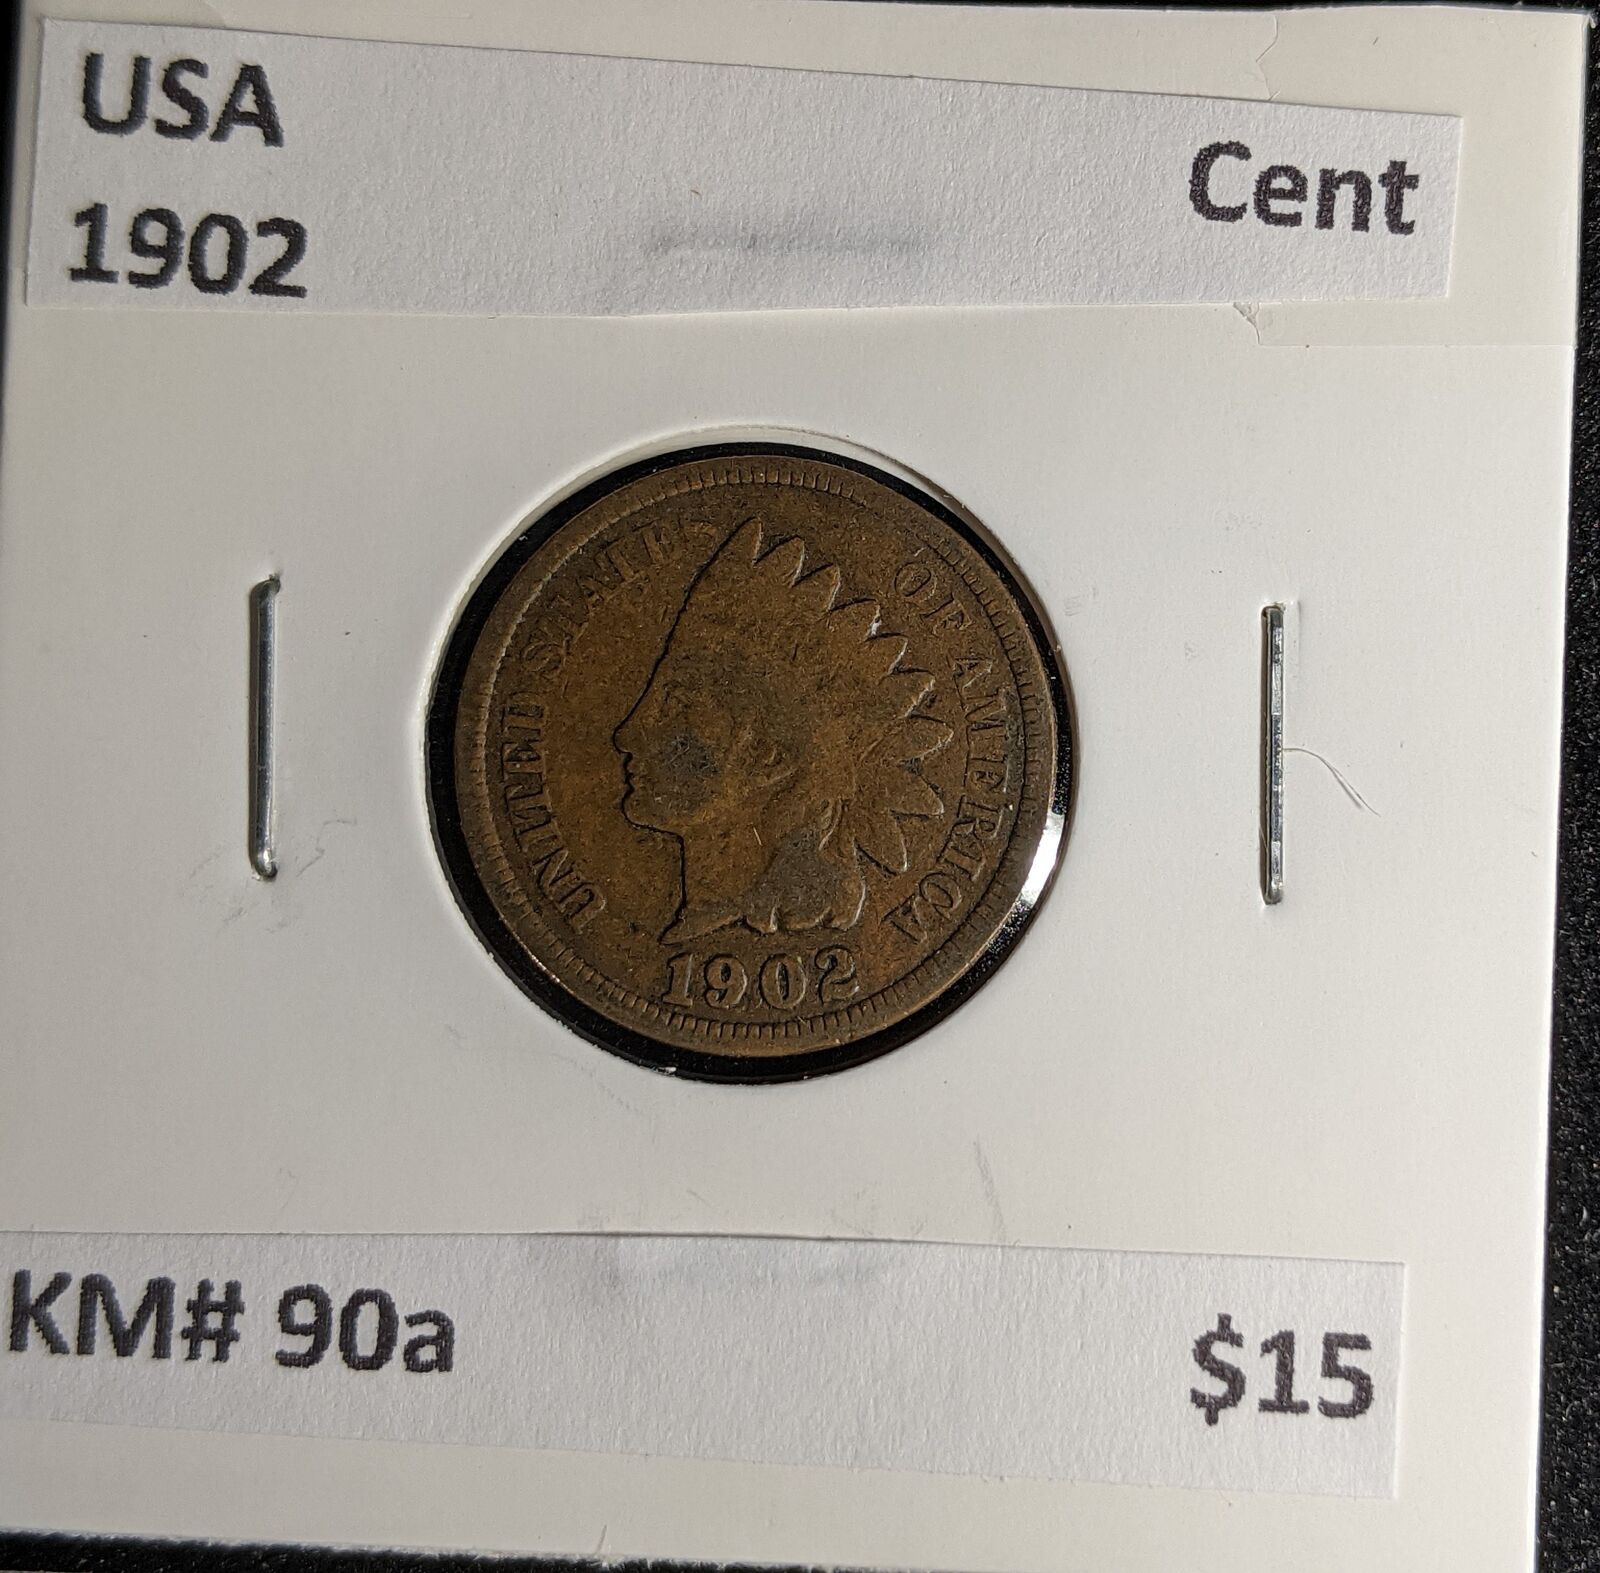 USA
Cent
1902
UNITED STATES OF AMERICA
1902
KM# 90a
$15